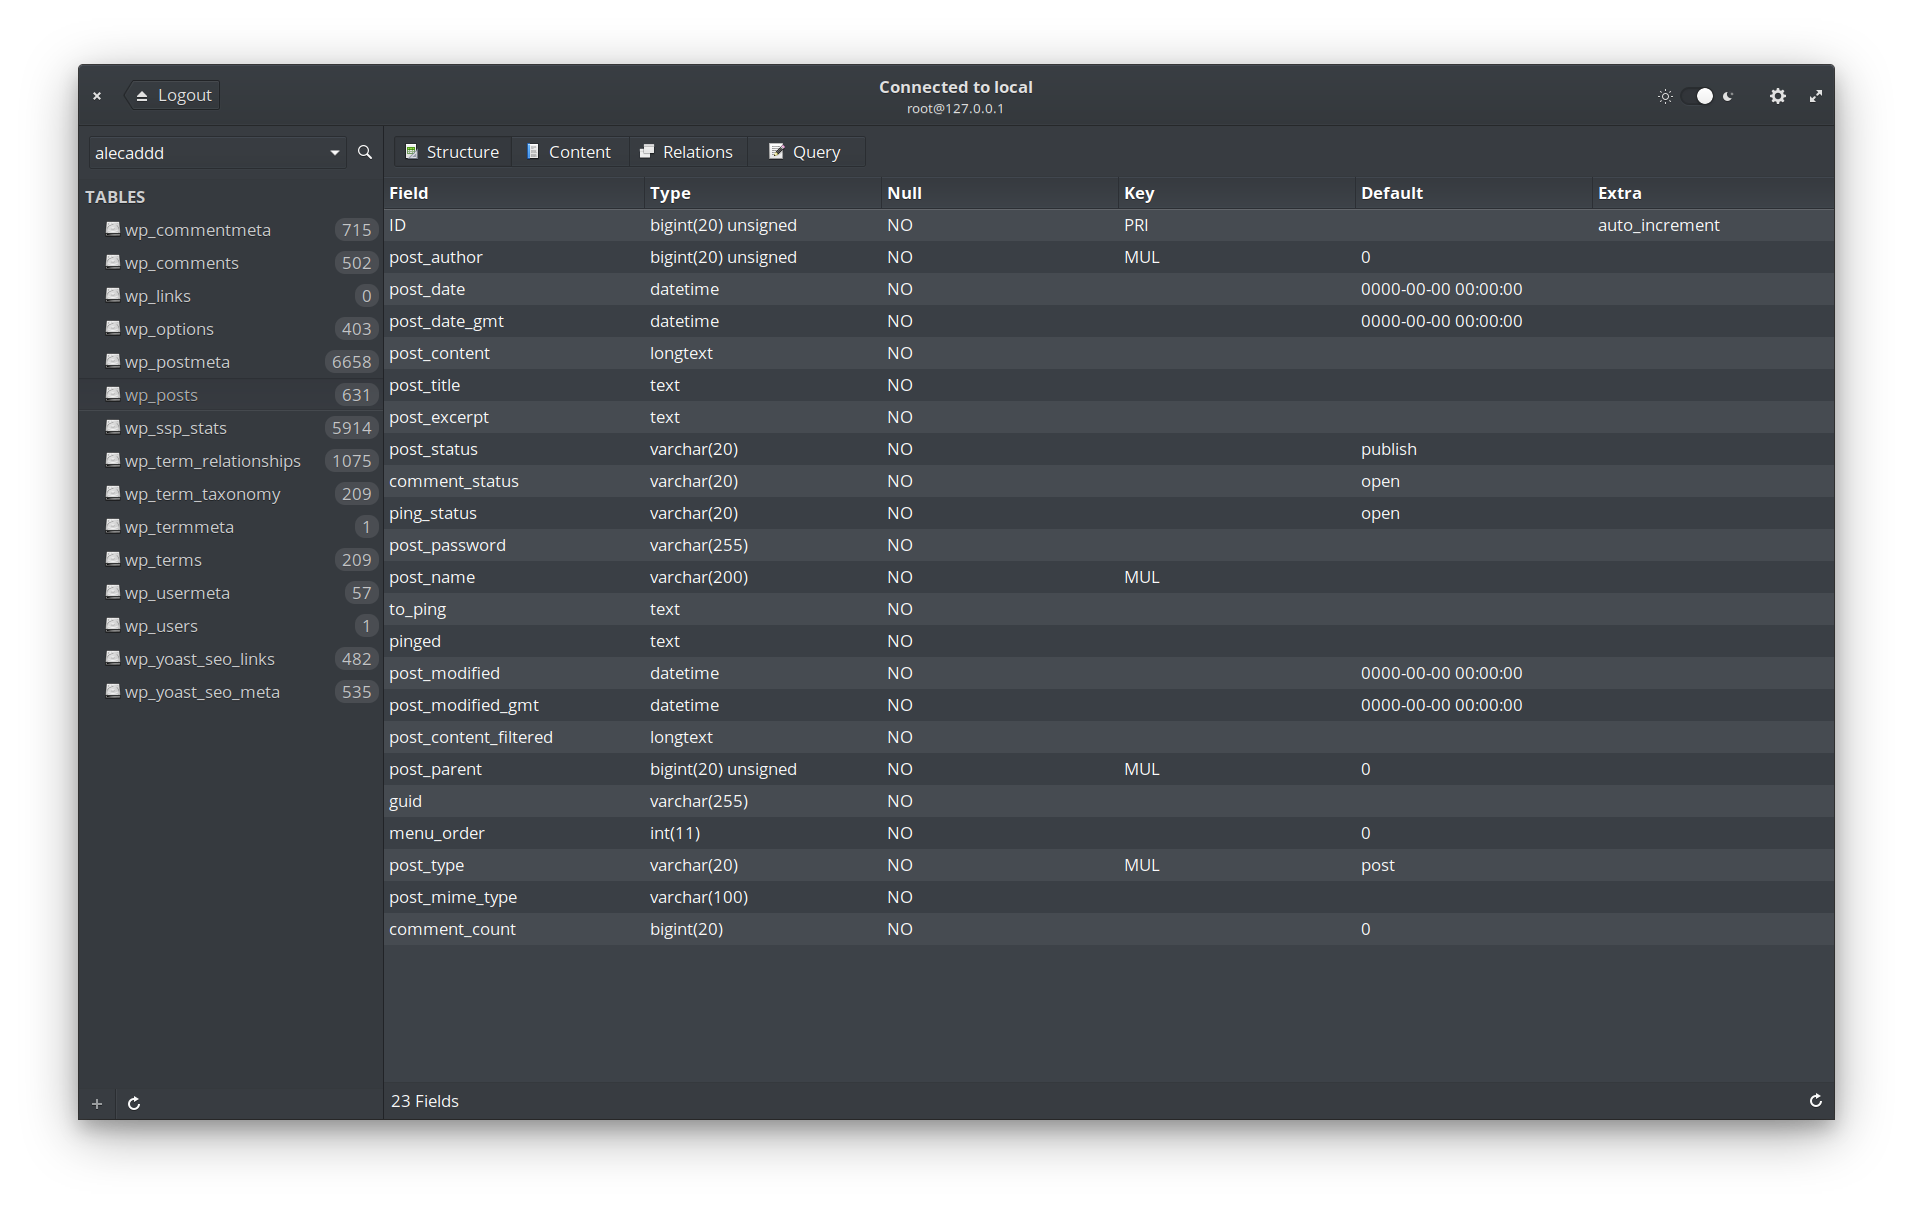 Logout
Connected to local
root@127.0.0.1
alecaddd
Structure Content Relations Query
TABLES
wp_commentmeta 715
wp_comments 502
wp_links 0
wp_options 403
wp_postmeta 6658
wp_posts 631
wp_ssp_stats 5914
wp_term_relationships 1075
wp_term_taxonomy 209
wp_termmeta 1
wp_terms 209
wp_usermeta 57
wp_users 1
wp_yoast_seo_links 482
wp_yoast_seo_meta 535
Field Type Null Key Default Extra
ID bigint(20) unsigned NO PRI auto_increment
post_author bigint(20) unsigned NO MUL 0
post_date datetime NO 0000-00-00 00:00:00
post_date_gmt datetime NO 0000-00-00 00:00:00
post_content longtext NO
post_title text NO
post_excerpt text NO
post_status varchar(20) NO publish
comment_status varchar(20) NO open
ping_status varchar(20) NO open
post_password varchar(255) NO
post_name varchar(200) NO MUL
to_ping text NO
pinged text NO
post_modified datetime NO 0000-00-00 00:00:00
post_modified_gmt datetime NO 0000-00-00 00:00:00
post_content_filtered longtext NO
post_parent bigint(20) unsigned NO MUL 0
guid varchar(255) NO
menu_order int(11) NO 0
post_type varchar(20) NO MUL post
post_mime_type varchar(100) NO
comment_count bigint(20) NO 0
23 Fields